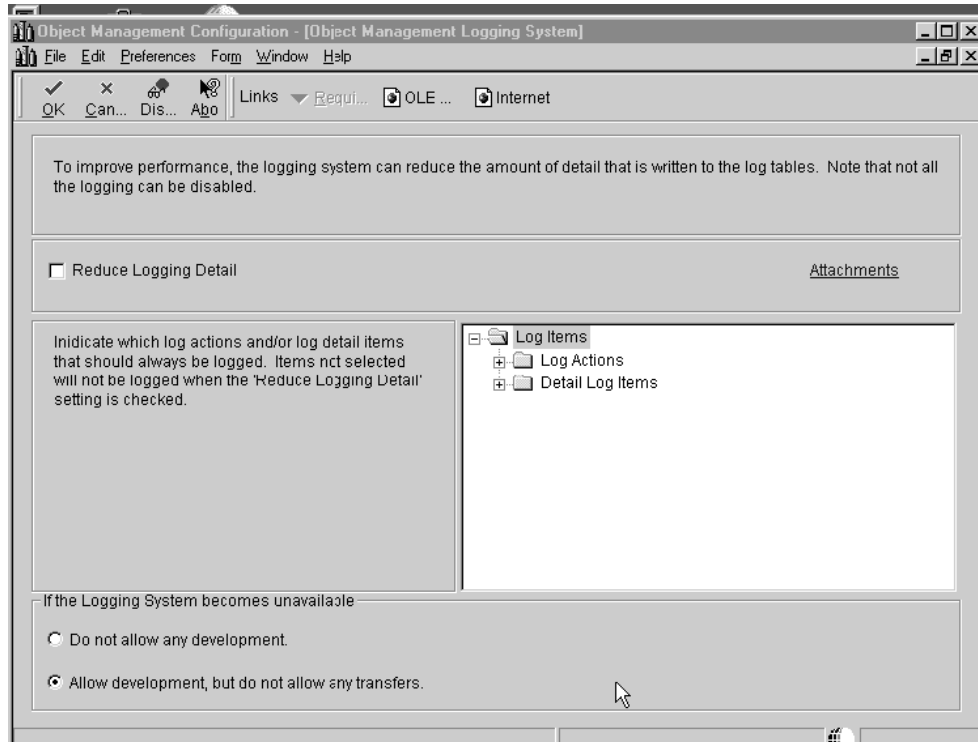 Object Management Configuration - [Object Management Logging System]
File Edit Preferences Form Window Help
OK Can... Dis... Abo Links Requi... OLE ... Internet
To improve performance, the logging system can reduce the amount of detail that is written to the log tables. Note that not all
the logging can be disabled.
Reduce Logging Detail
Attachments
Inidicate which log actions and/or log detail items
that should always be logged. Items not selected
will not be logged when the 'Reduce Logging Detail'
setting is checked.
Log Items
Log Actions
Detail Log Items
If the Logging System becomes unavailable
Do not allow any development.
Allow development, but do not allow any transfers.